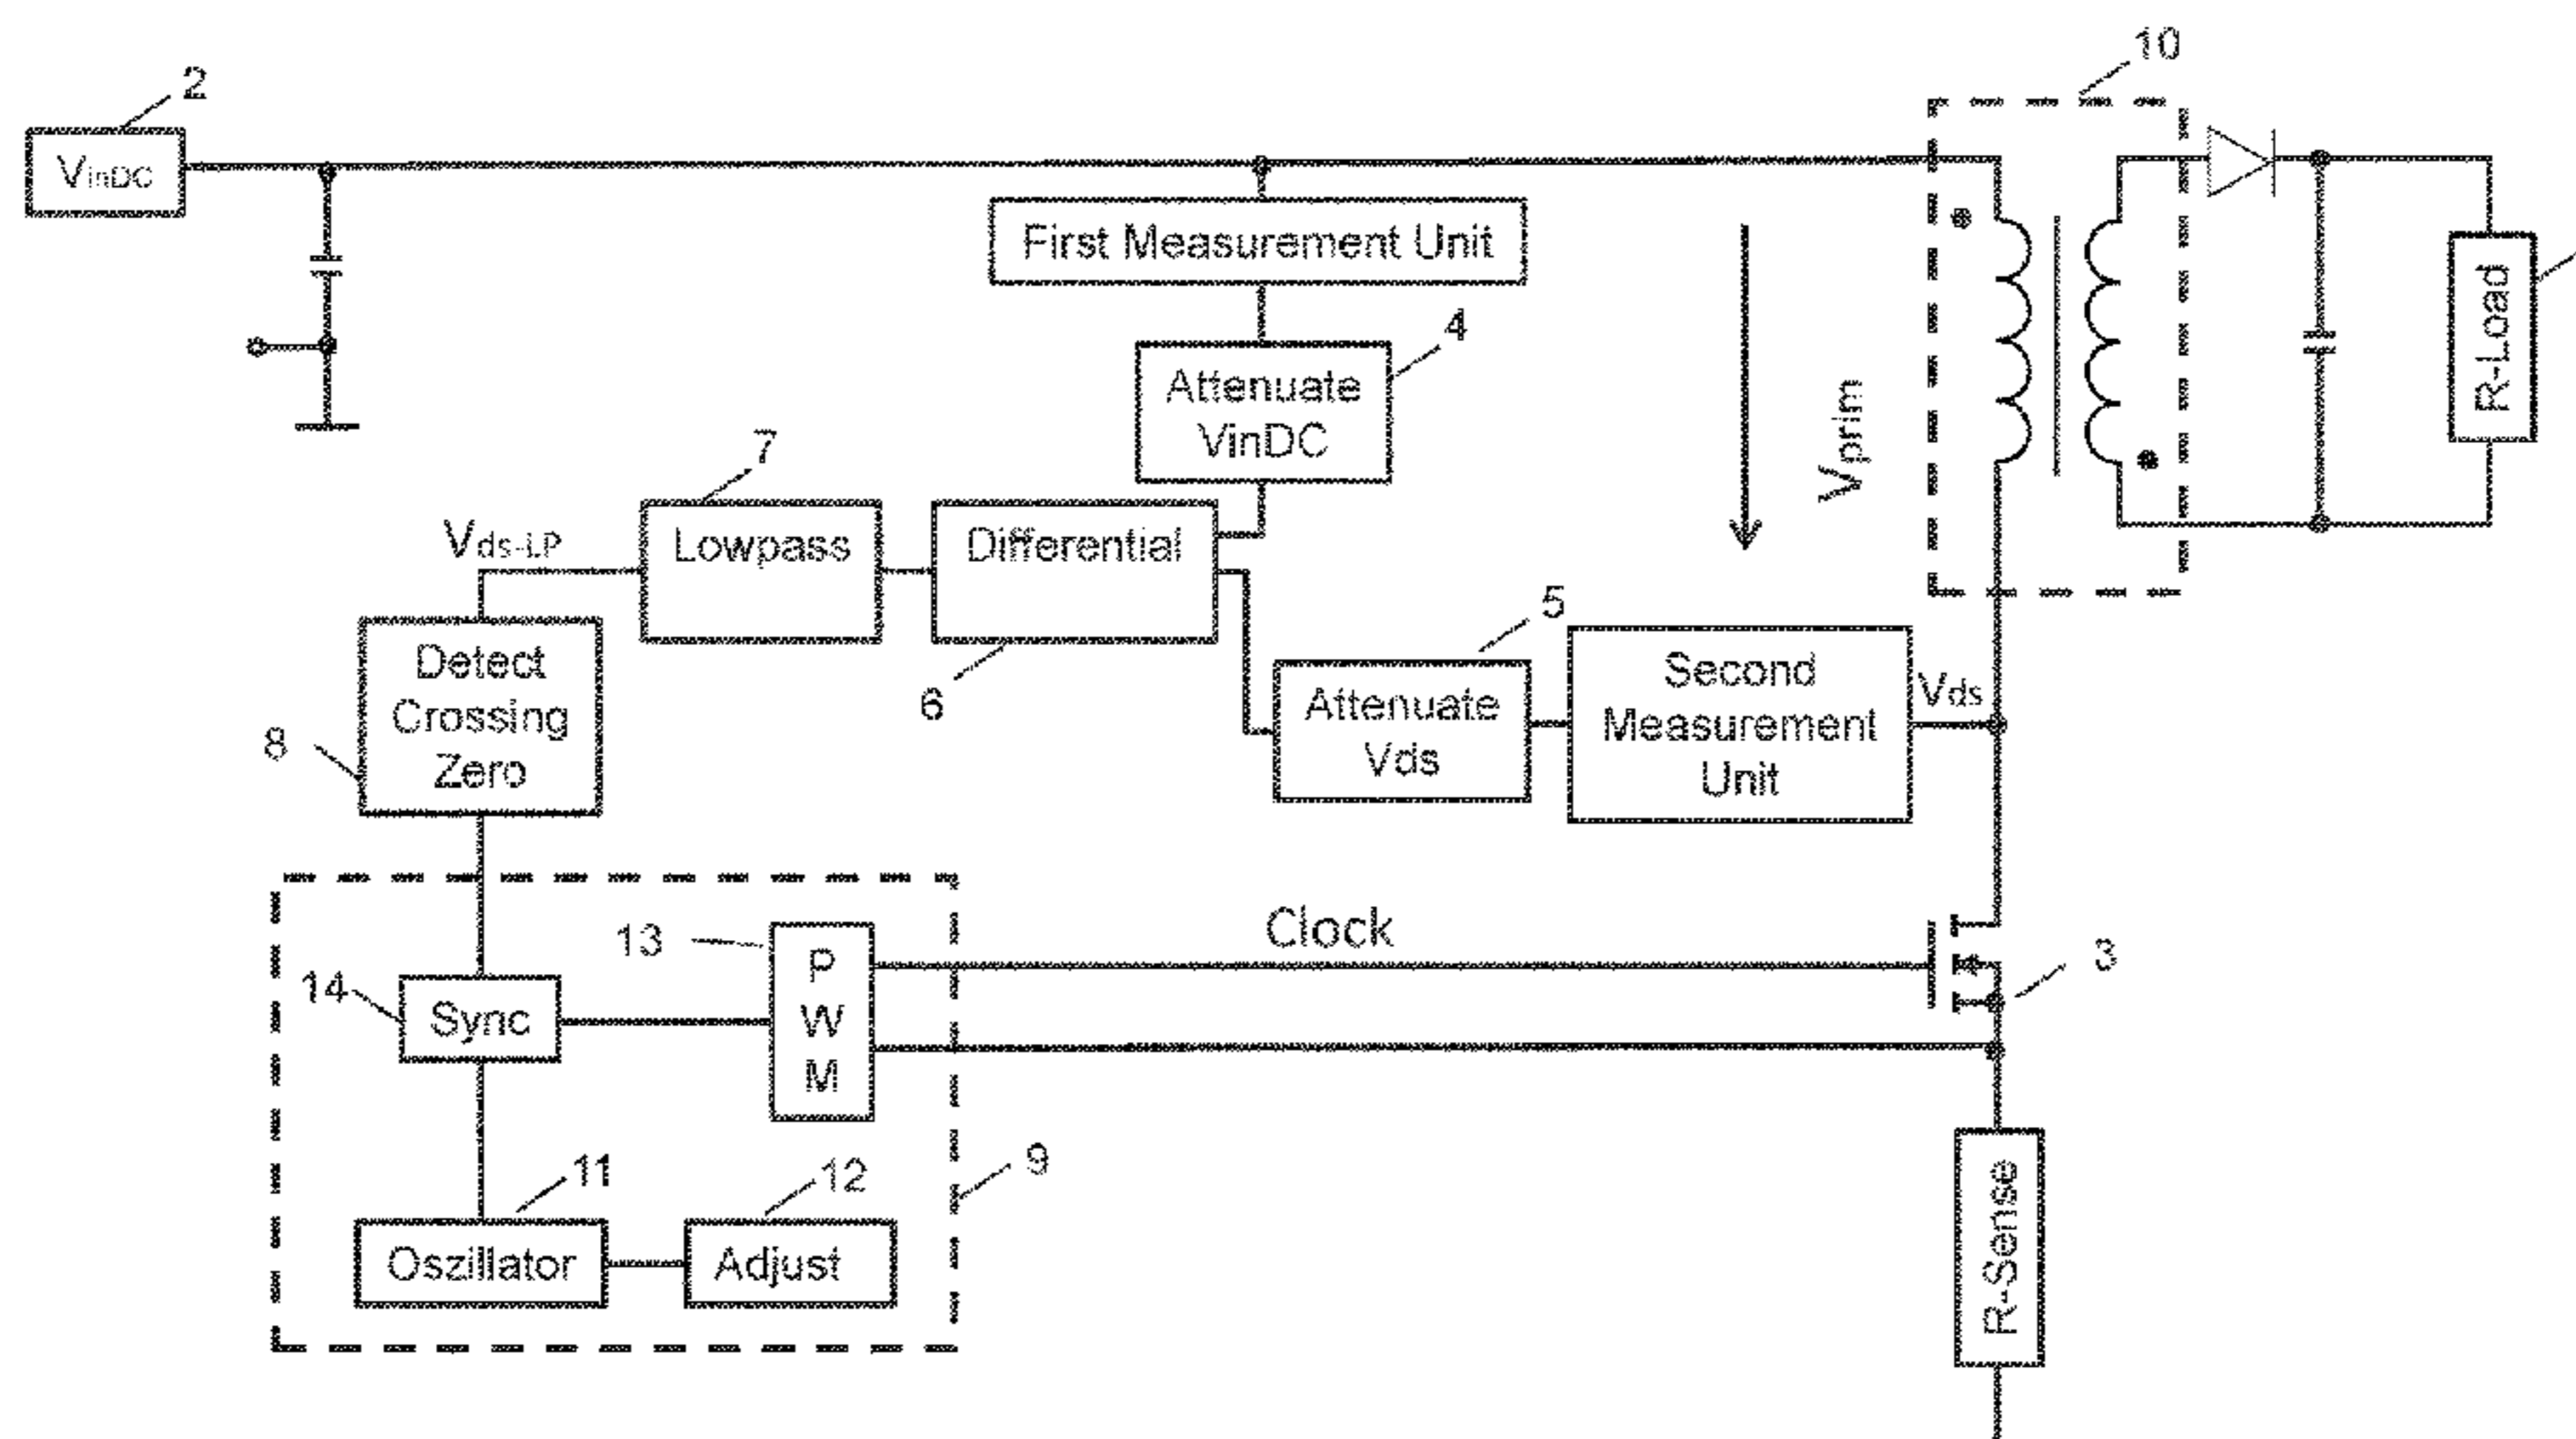 10
2
VinDC
First Measurement Unit
4
Attenuate
VinDC
R-Load
Vprim
7
Vds-LP
Lowpass
Differential
5
6
Second
Measurement
Unit
Attenuate
Vds
Vds
Detect
Crossing
Zero
8
13
Clock
P
W
M
3
14
Sync
11
12
9
Oszillator
Adjust
R-Sense